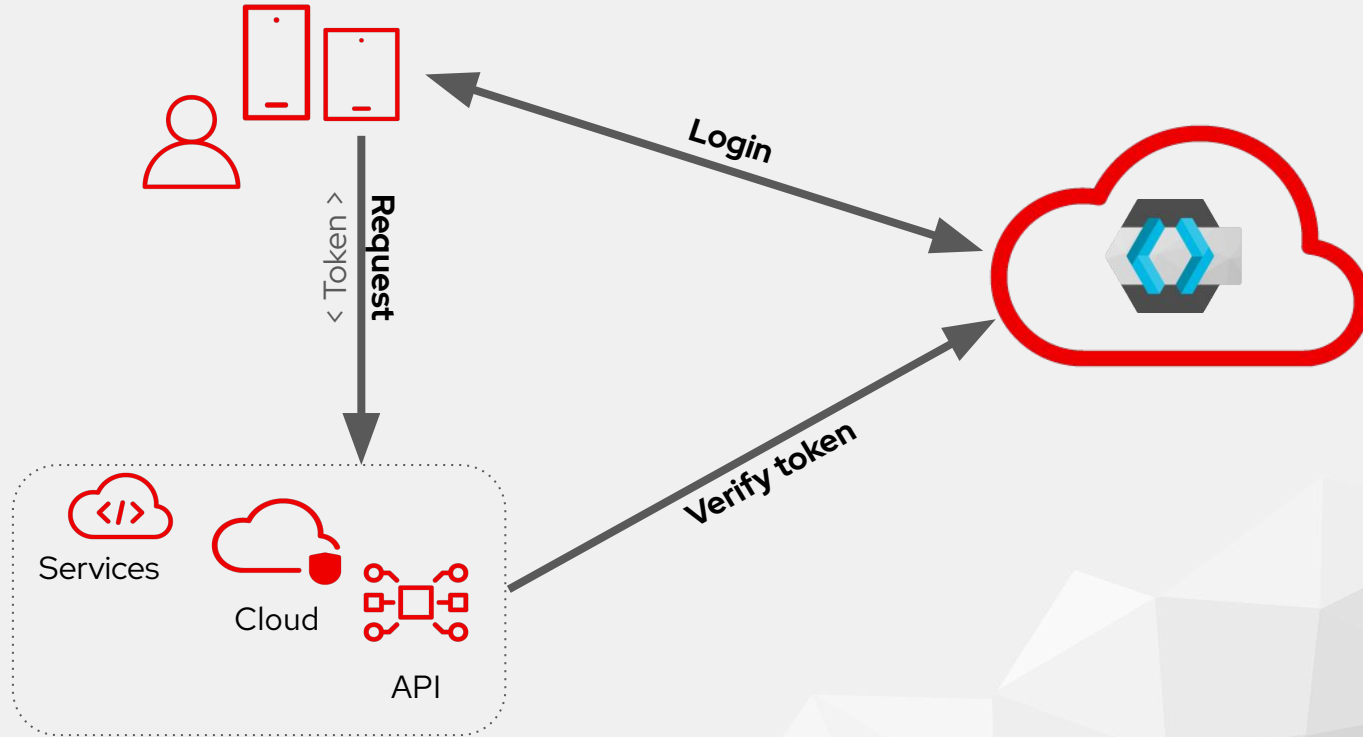 Login
Request
< Token >
Verify token
Services
Cloud
API